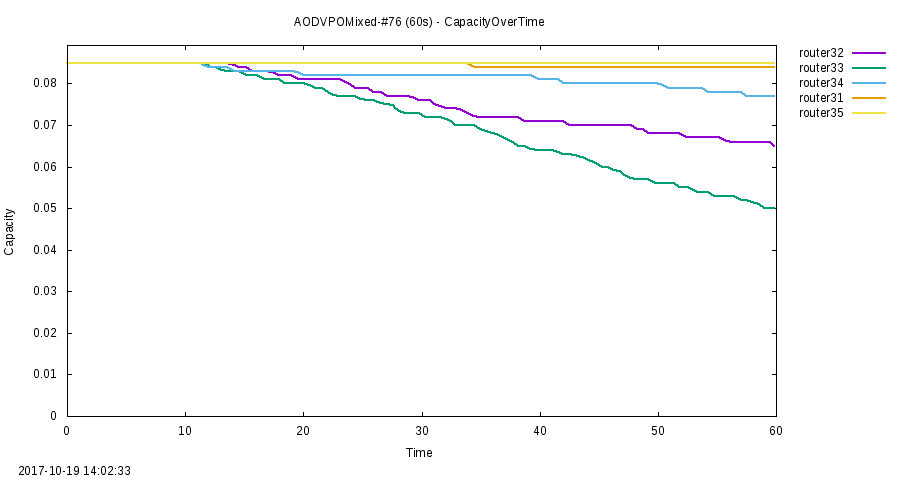 AODVPOMixed-#76 (60s) - CapacityOverTime
router32
router33
router34
router31
router35
0.08
0.07
0.06
0.05
0.04
0.03
0.02
0.01
0
Capacity
0 10 20 30 40 50 60
Time
2017-10-19 14:02:33